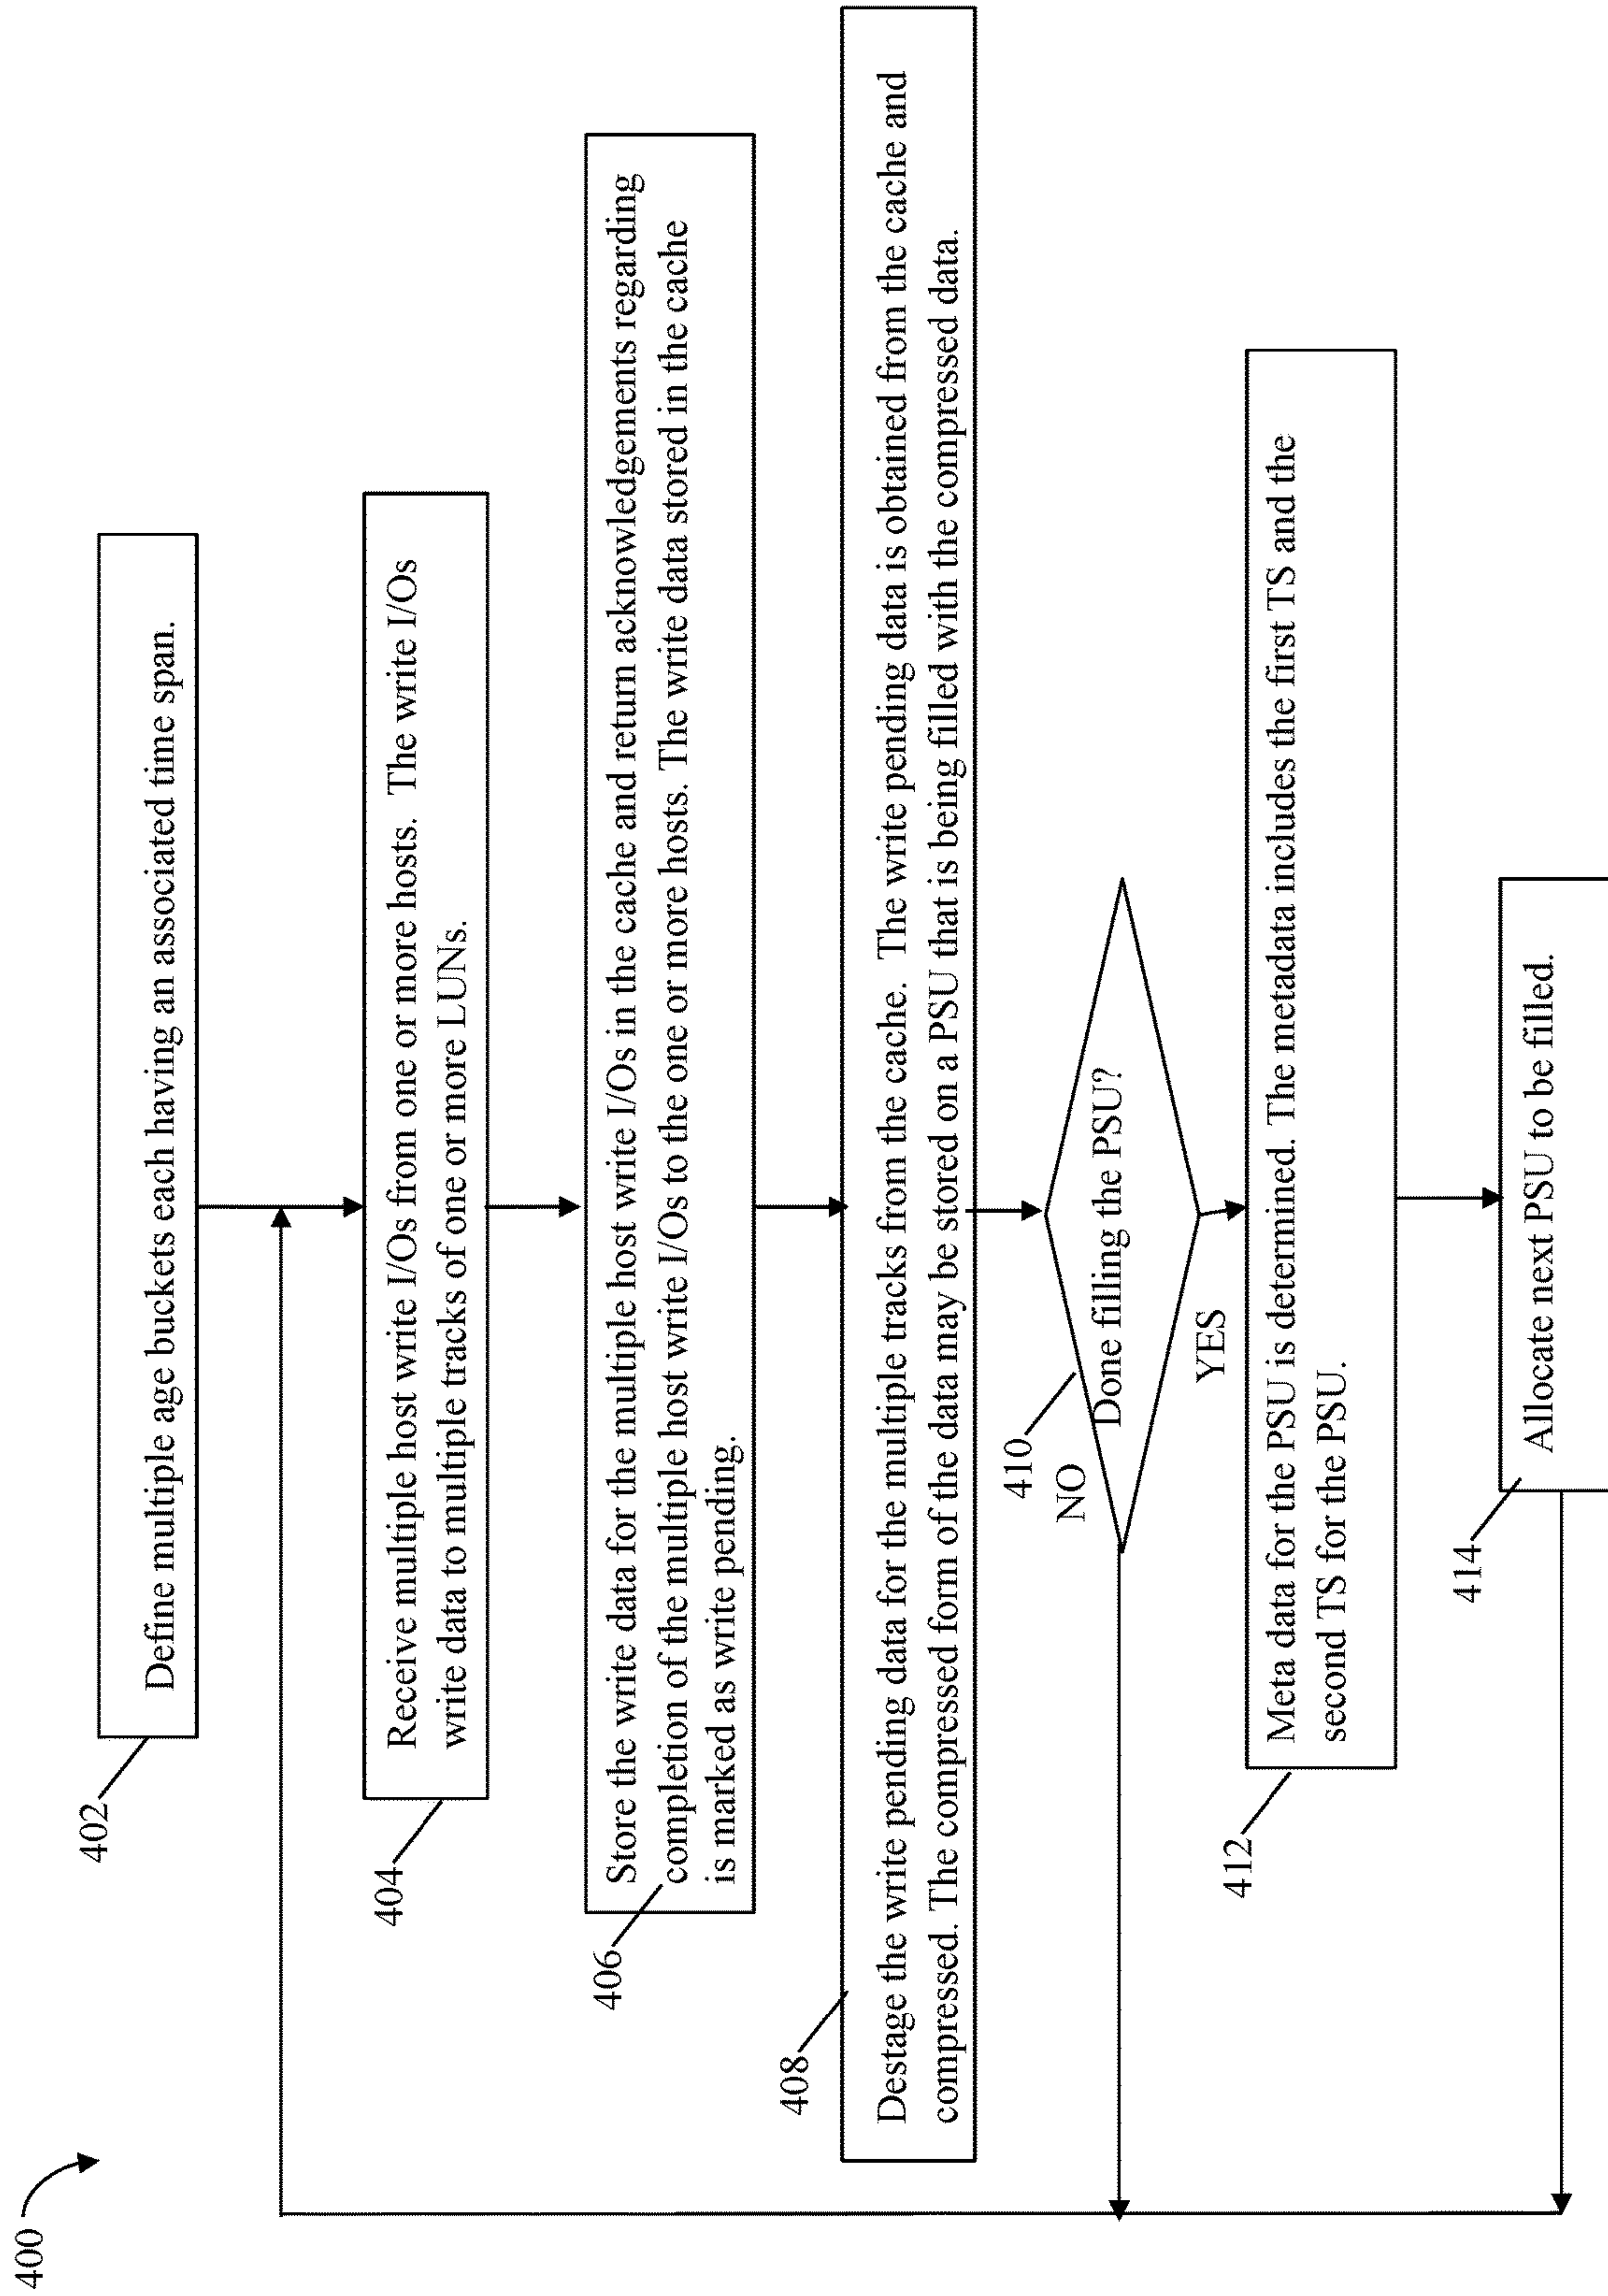 400
402
Define multiple age buckets each having an associated time span.
404
Receive multiple host write I/Os from one or more hosts. The write I/Os
write data to multiple tracks of one or more LUNs.
406
Store the write data for the multiple host write I/Os in the cache and return acknowledgements regarding
completion of the multiple host write I/Os to the one or more hosts. The write data stored in the cache
is marked as write pending.
408
Destage the write pending data for the multiple tracks from the cache. The write pending data is obtained from the cache and
compressed. The compressed form of the data may be stored on a PSU that is being filled with the compressed data.
410
NO
Done filling the PSU?
YES
412
Meta data for the PSU is determined. The metadata includes the first TS and the
second TS for the PSU.
414
Allocate next PSU to be filled.